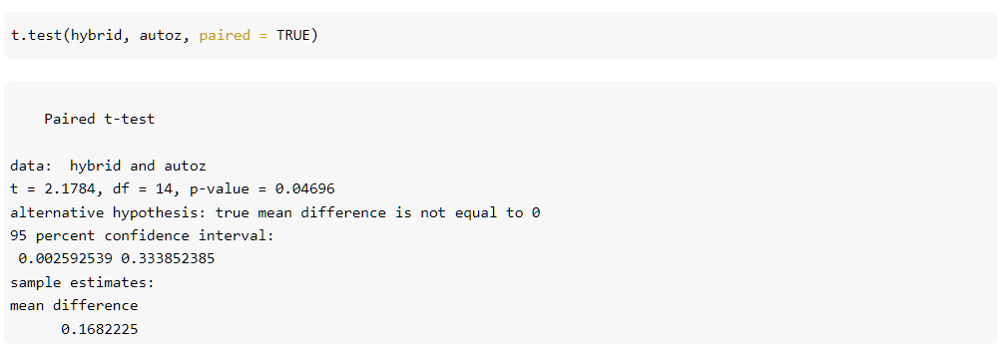 t.test(hybrid, autoz, paired = TRUE)
Paired t-test
data:  hybrid and autoz
t = 2.1784, df = 14, p-value = 0.04696
alternative hypothesis: true mean difference is not equal to 0
95 percent confidence interval:
0.002592539 0.333852385
sample estimates:
mean difference
0.1682225